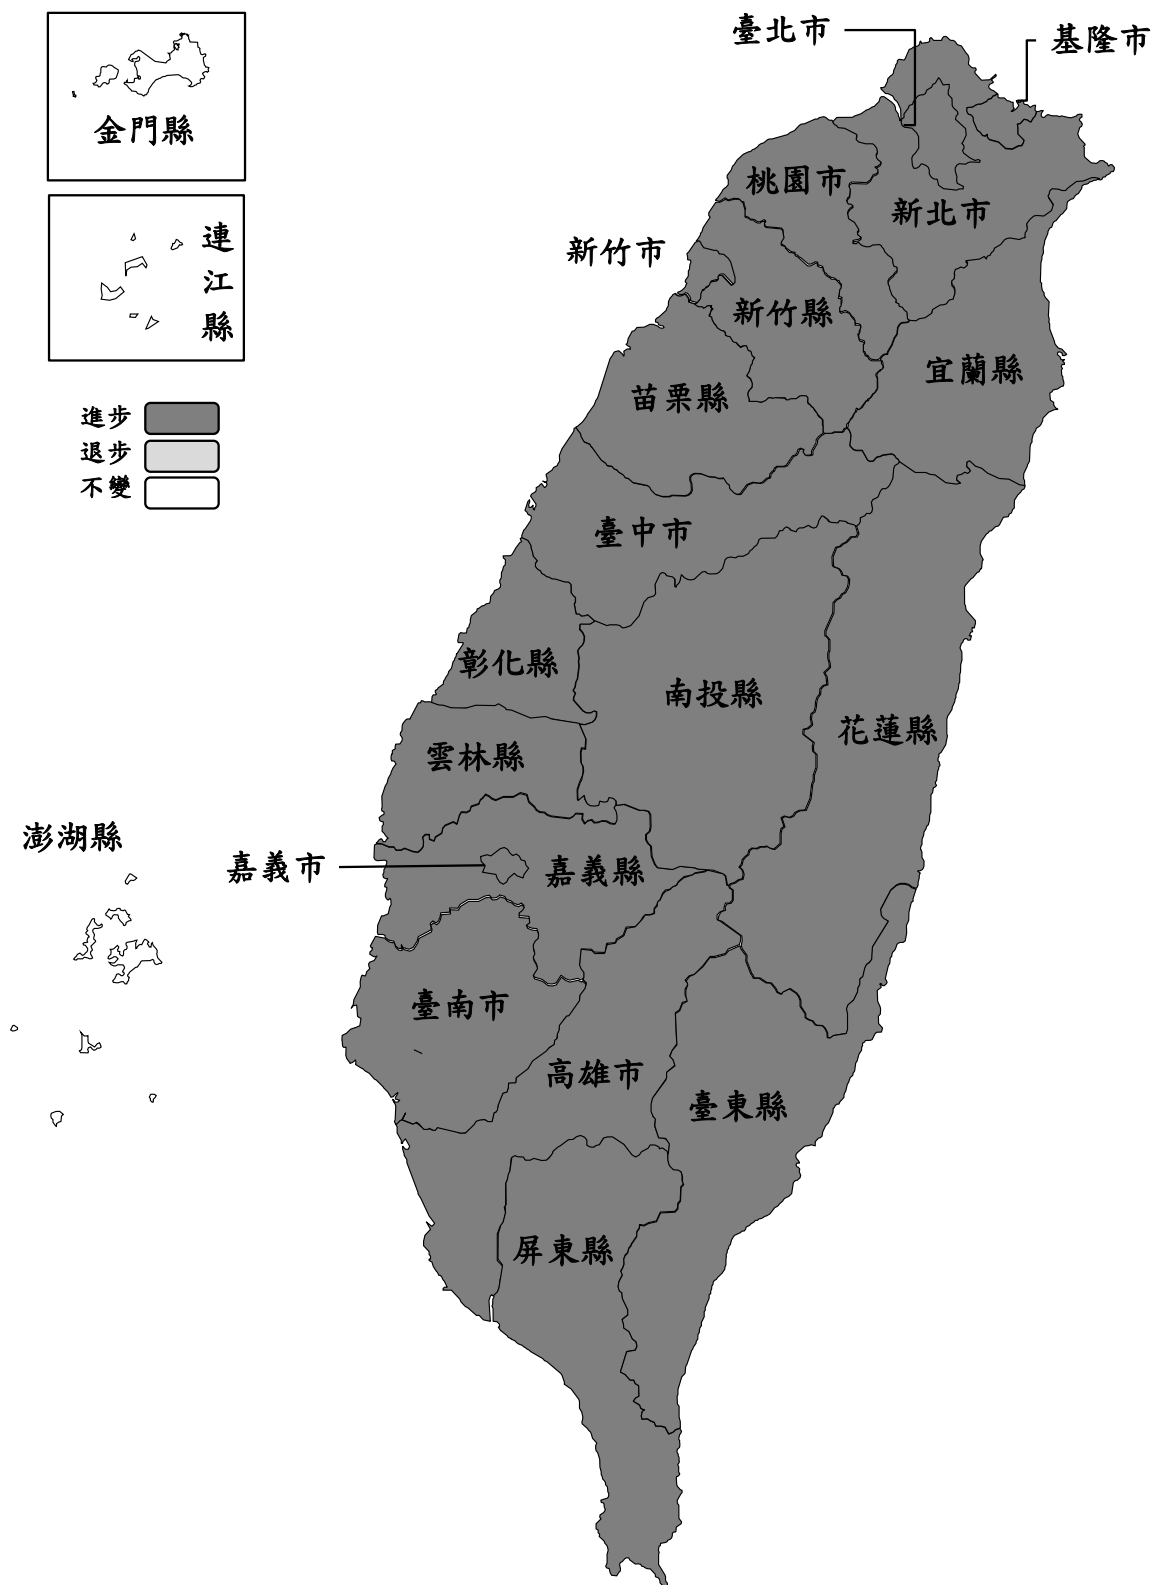 臺北市
基隆市
金門縣
桃園市
新北市
連江縣
新竹市
新竹縣
宜蘭縣
苗栗縣
進步
退步
不變
臺中市
彰化縣
南投縣
花蓮縣
雲林縣
澎湖縣
嘉義市
嘉義縣
臺南市
高雄市
臺東縣
屏東縣